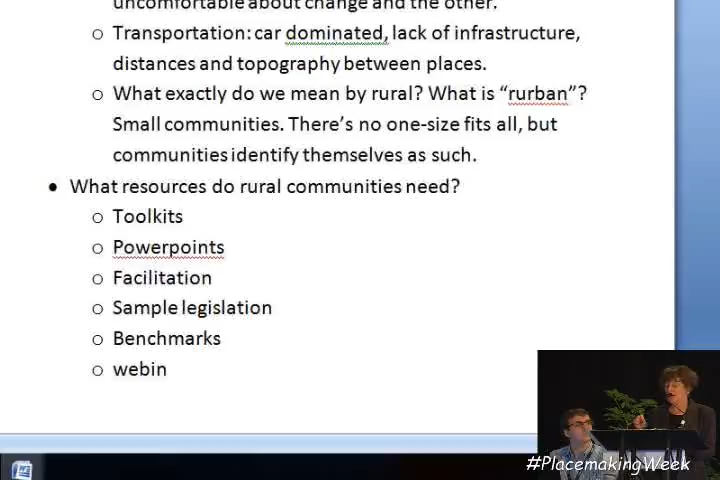 uncomfortable about change and the other.
o Transportation: car dominated, lack of infrastructure,
distances and topography between places.
o What exactly do we mean by rural? What is “rurban”?
Small communities. There’s no one-size fits all, but
communities identify themselves as such.
• What resources do rural communities need?
o Toolkits
o Powerpoints
o Facilitation
o Sample legislation
o Benchmarks
o webin
#PlacemakingWeek